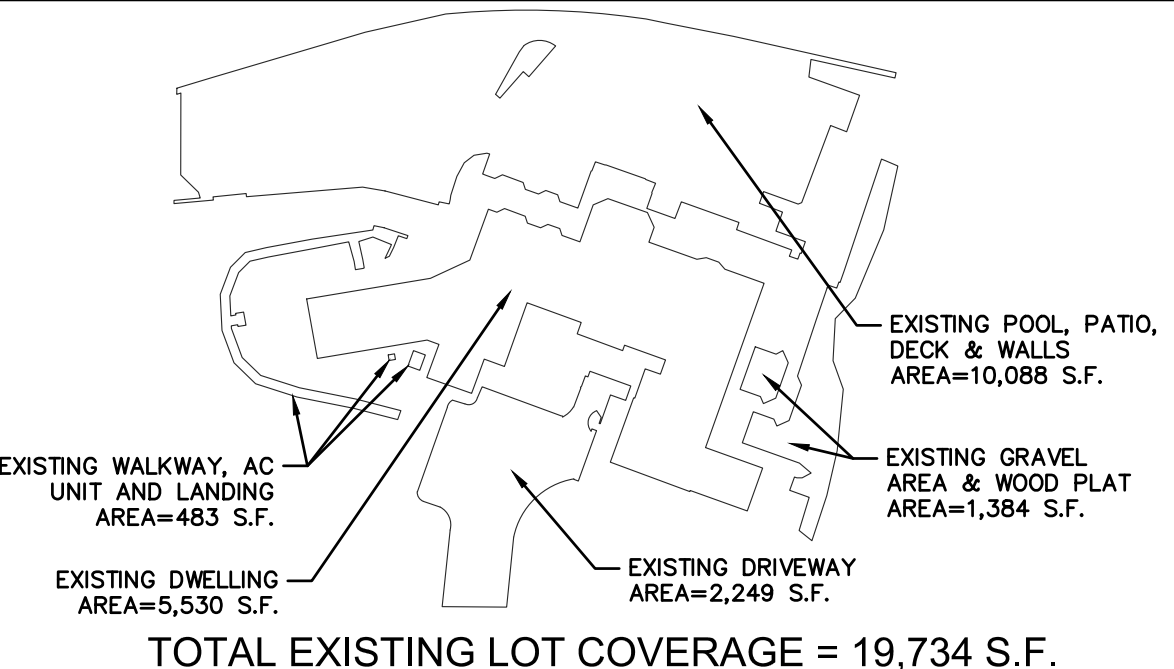 EXISTING POOL, PATIO,
DECK & WALLS
AREA=10,088 S.F.
EXISTING WALKWAY, AC
UNIT AND LANDING
AREA=483 S.F.
EXISTING GRAVEL
AREA & WOOD PLAT
AREA=1,384 S.F.
EXISTING DWELLING
AREA=5,530 S.F.
EXISTING DRIVEWAY
AREA=2,249 S.F.
TOTAL EXISTING LOT COVERAGE = 19,734 S.F.